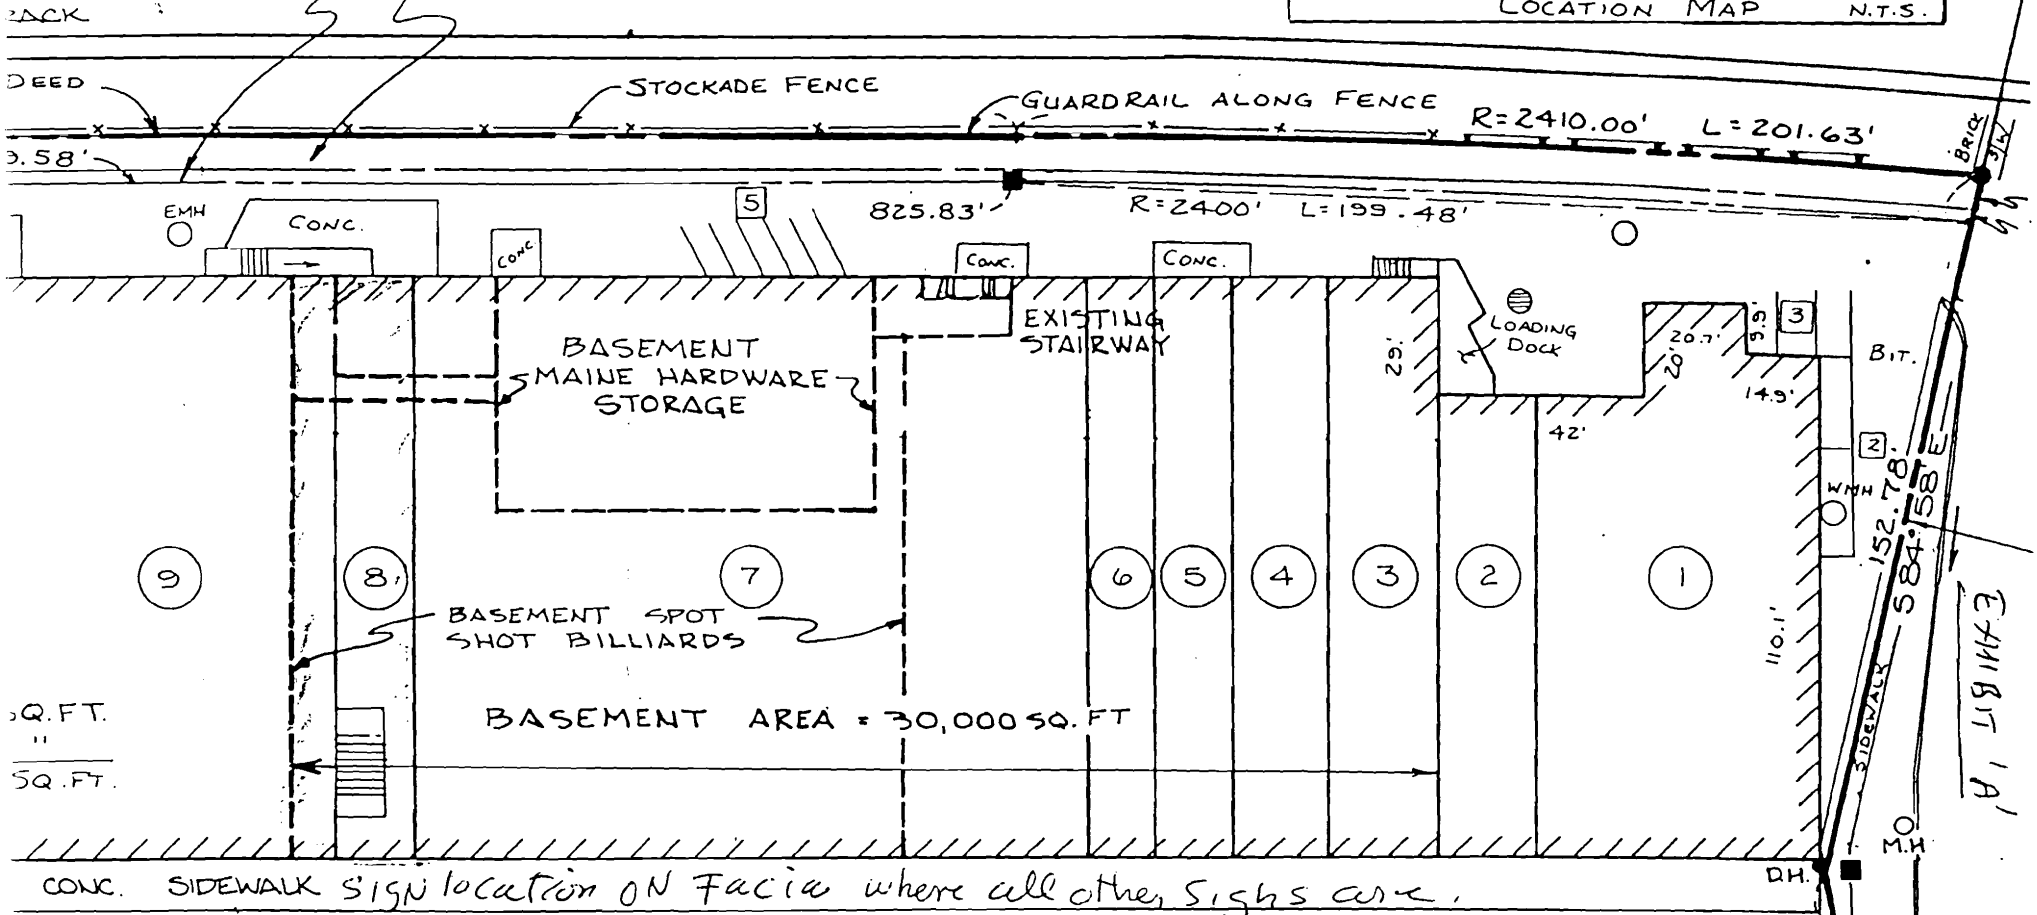 LOCATION MAP N.T.S.
DEED
STOCKADE FENCE
GUARDRAIL ALONG FENCE
R=2410.00' L=201.63'
BRICK
S/W
.58'
EMH
CONC.
CONC
5
825.83'
R=2400' L=199.48'
CONC.
CONC.
EXISTING
STAIRWAY
BASEMENT
MAINE HARDWARE
STORAGE
29.'
LOADING
DOCK
20.7'
20'
9.9'
3
14.9'
42'
BIT.
2
WMH
152.78'
S 84°58' E
9
8
7
6
5
4
3
2
1
BASEMENT SPOT
SHOT BILLIARDS
110.1'
EXHIBIT 'A'
SIDEWALK
BASEMENT AREA = 30,000 SQ. FT
SQ.FT.
"
SQ.FT.
M.H
D.H.
CONC. SIDEWALK sign location on Facia where all other signs are.